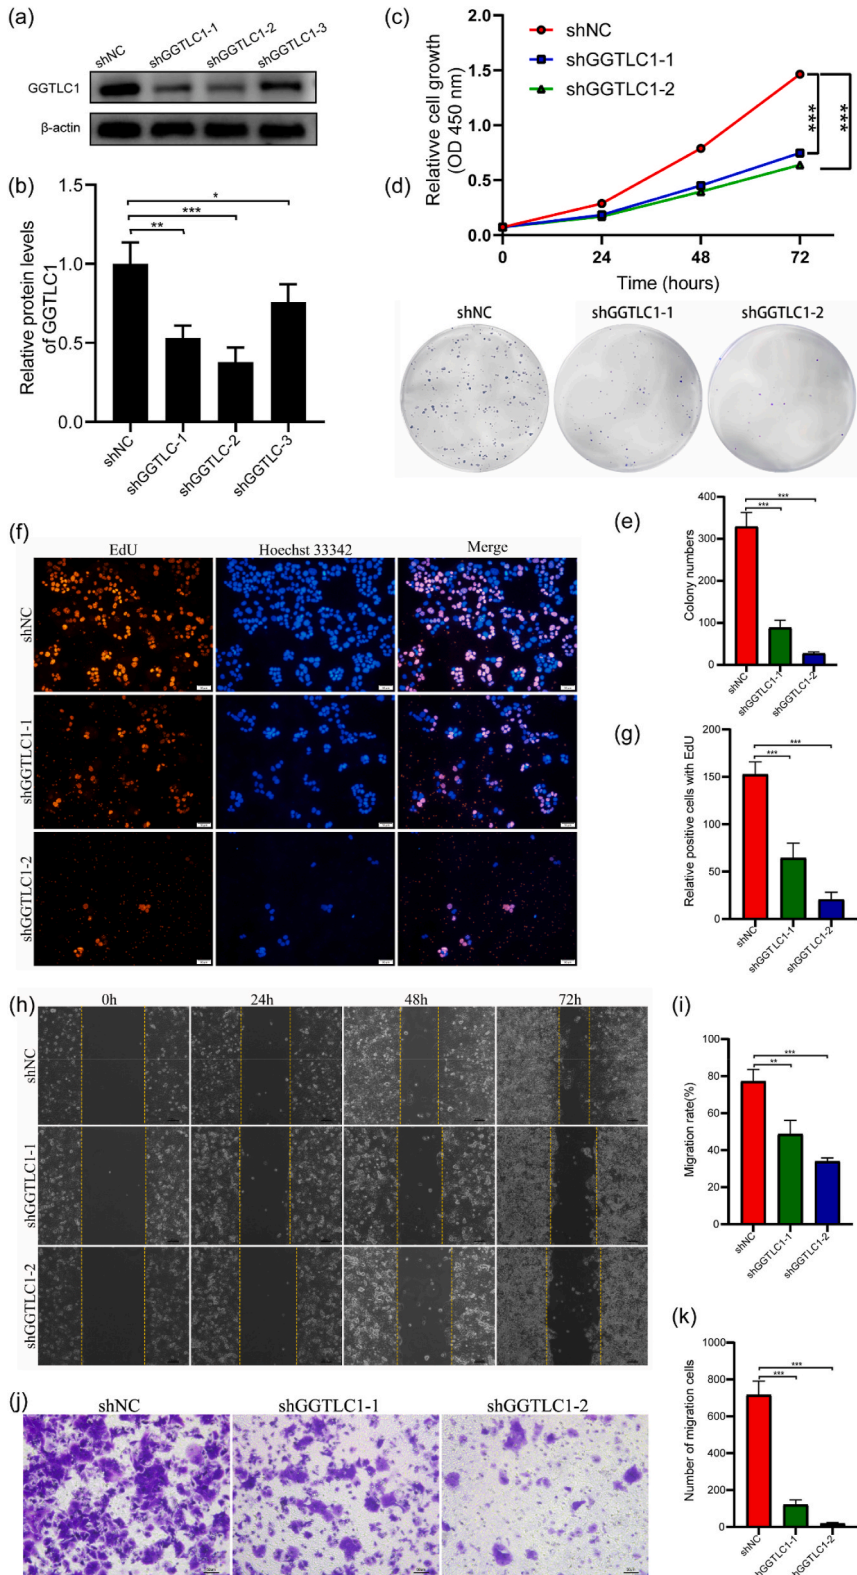 (a)
shNC
shGGTLC1-1
shGGTLC1-2
shGGTLC1-3
GGTLC1
β-actin
(b)
Relative protein levels
of GGTLC1
1.5
1.0
0.5
0.0
*
***
**
shNC
shGGTLC-1
shGGTLC-2
shGGTLC-3
(c)
shNC
shGGTLC1-1
shGGTLC1-2
Relativve cell growth
(OD 450 nm)
2.0
1.5
1.0
0.5
0.0
0
24
48
72
Time (hours)
***
***
(d)
shNC
shGGTLC1-1
shGGTLC1-2
(e)
Colony numbers
400
300
200
100
0
***
***
shNC
shGGTLC1-1
shGGTLC1-2
(f)
EdU
Hoechst 33342
Merge
shNC
shGGTLC1-1
shGGTLC1-2
(g)
Relative positive cells with EdU
200
150
100
50
0
***
***
shNC
shGGTLC1-1
shGGTLC1-2
(h)
0h
24h
48h
72h
shNC
shGGTLC1-1
shGGTLC1-2
(i)
Migration rate(%)
100
80
60
40
20
0
***
**
shNC
shGGTLC1-1
shGGTLC1-2
(j)
shNC
shGGTLC1-1
shGGTLC1-2
(k)
Number of migration cells
1000
800
600
400
200
0
***
***
shNC
shGGTLC1-1
shGGTLC1-2